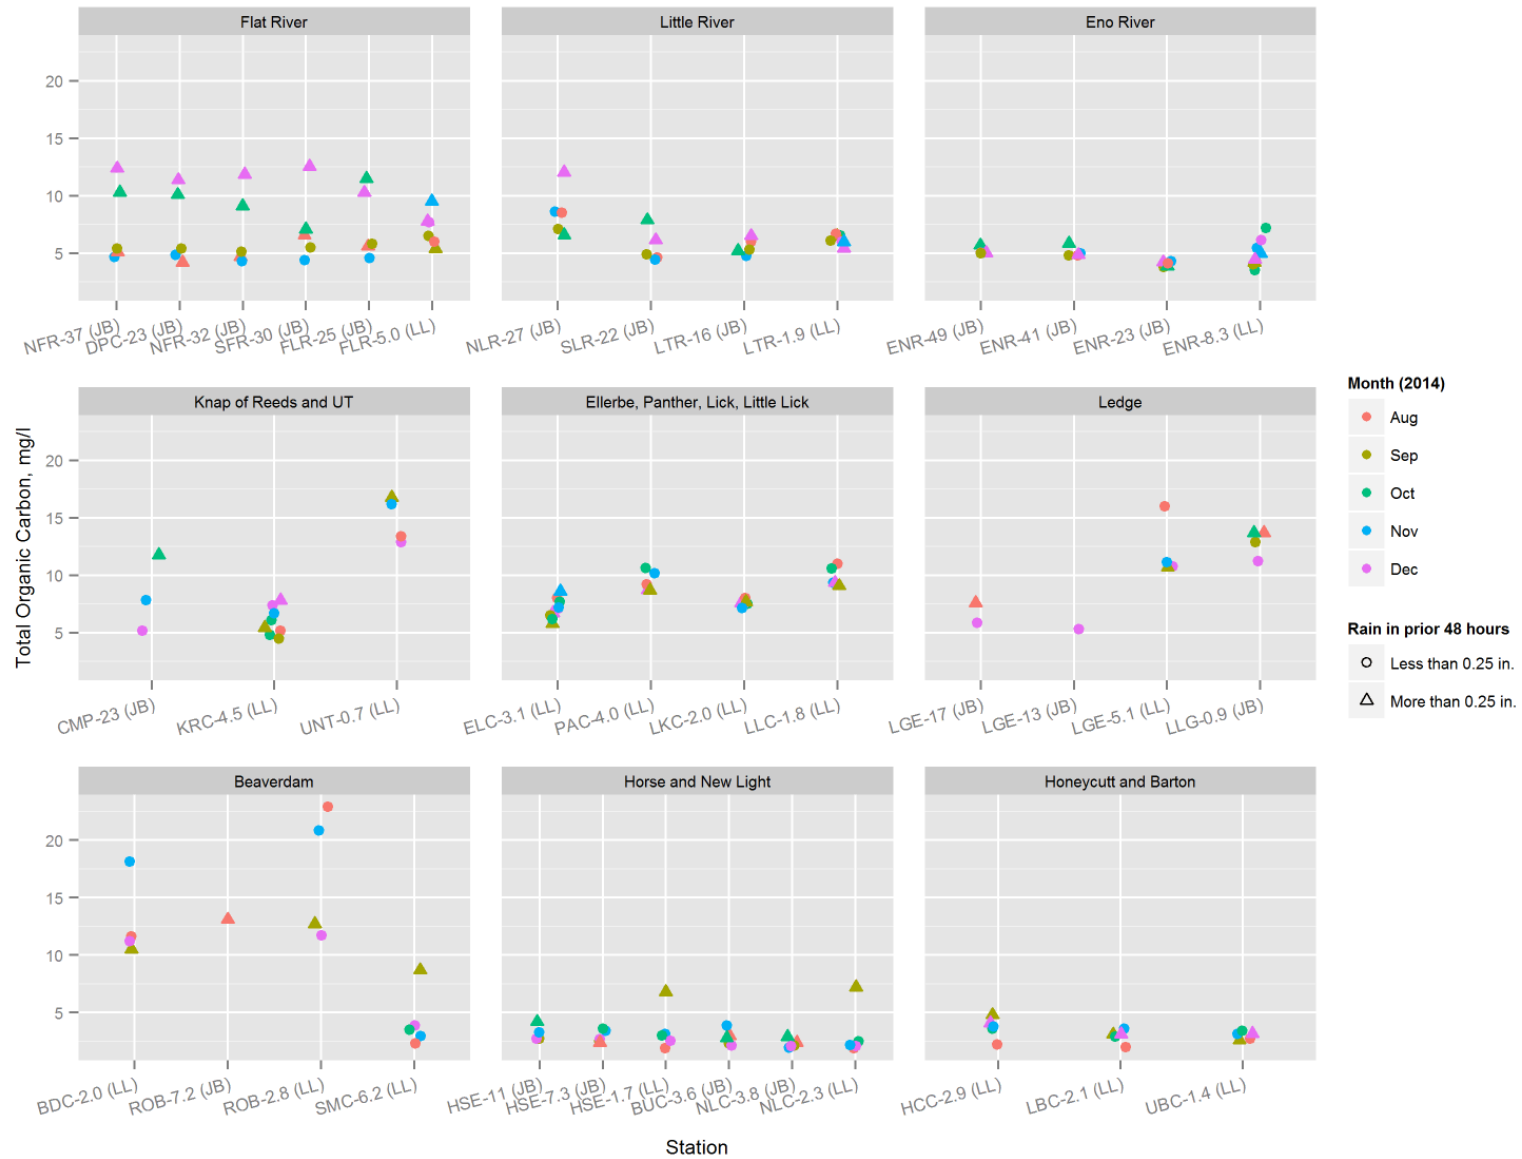 Flat River
Little River
Eno River
20
15
10
5
NFR-37 (JB)
DPC-23 (JB)
NFR-32 (JB)
SFR-30 (JB)
FLR-25 (JB)
FLR-5.0 (LL)
NLR-27 (JB)
SLR-22 (JB)
LTR-16 (JB)
LTR-1.9 (LL)
ENR-49 (JB)
ENR-41 (JB)
ENR-23 (JB)
ENR-8.3 (LL)
Knap of Reeds and UT
Ellerbe, Panther, Lick, Little Lick
Ledge
Total Organic Carbon, mg/l
20
15
10
5
CMP-23 (JB)
KRC-4.5 (LL)
UNT-0.7 (LL)
ELC-3.1 (LL)
PAC-4.0 (LL)
LKC-2.0 (LL)
LLC-1.8 (LL)
LGE-17 (JB)
LGE-13 (JB)
LGE-5.1 (LL)
LLG-0.9 (JB)
Month (2014)
Aug
Sep
Oct
Nov
Dec
Rain in prior 48 hours
Less than 0.25 in.
More than 0.25 in.
Beaverdam
Horse and New Light
Honeycutt and Barton
20
15
10
5
BDC-2.0 (LL)
ROB-7.2 (JB)
ROB-2.8 (LL)
SMC-6.2 (LL)
HSE-11 (JB)
HSE-7.3 (JB)
HSE-1.7 (LL)
BUC-3.6 (JB)
NLC-3.8 (JB)
NLC-2.3 (LL)
HCC-2.9 (LL)
LBC-2.1 (LL)
UBC-1.4 (LL)
Station